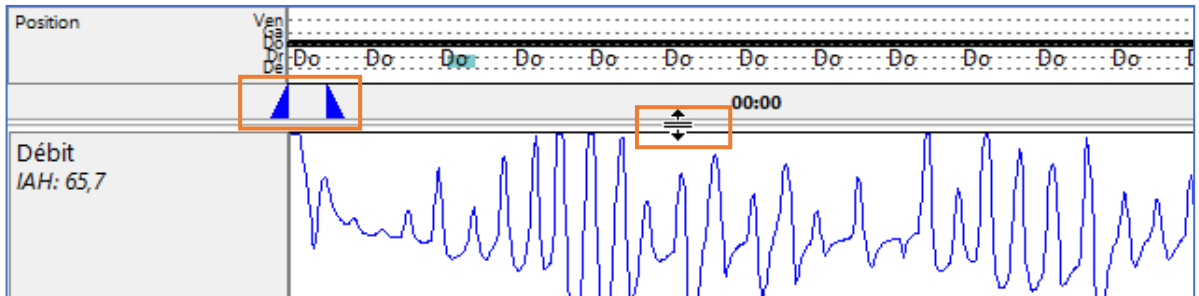 Position
Ven
Ga
Do
Dr
De
Do Do Do Do Do Do Do Do Do Do Do Do
00:00
Débit
IAH: 65,7